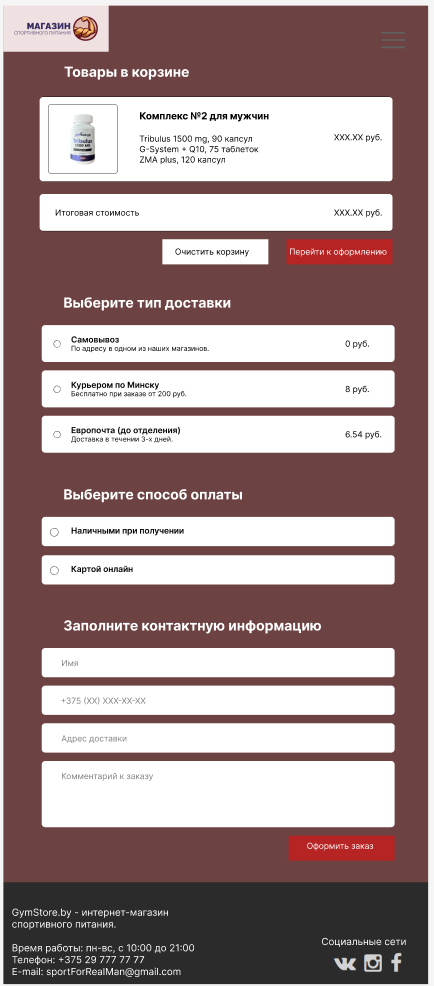 МАГАЗИН
СПОРТИВНОГО ПИТАНИЯ
Товары в корзине
Комплекс №2 для мужчин
Tribulus 1500 mg, 90 капсул
G-System + Q10, 75 таблеток
ZMA plus, 120 капсул
XXX.XX руб.
Tribulus
1500 MG
Итоговая стоимость
XXX.XX руб.
Очистить корзину
Перейти к оформлению
Выберите тип доставки
Самовывоз
По адресу в одном из наших магазинов.
0 руб.
Курьером по Минску
Бесплатно при заказе от 200 руб.
8 руб.
Европочта (до отделения)
Доставка в течении 3-х дней.
6.54 руб.
Выберите способ оплаты
Наличными при получении
Картой онлайн
Заполните контактную информацию
Имя
+375 (XX) XXX-XX-XX
Адрес доставки
Комментарий к заказу
Оформить заказ
GymStore.by - интернет-магазин
спортивного питания.
Время работы: пн-вс, с 10:00 до 21:00
Телефон: +375 29 777 77 77
E-mail: sportForRealMan@gmail.com
Социальные сети